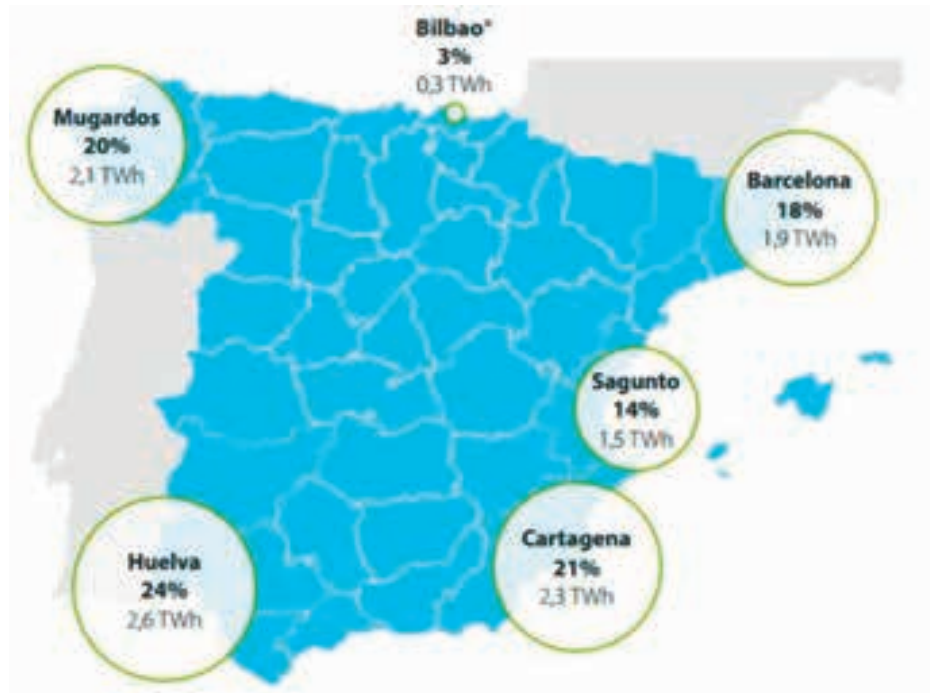 Bilbao*
3%
0,3 TWh
Mugardos
20%
2,1 TWh
Barcelona
18%
1,9 TWh
Sagunto
14%
1,5 TWh
Cartagena
21%
2,3 TWh
Huelva
24%
2,6 TWh